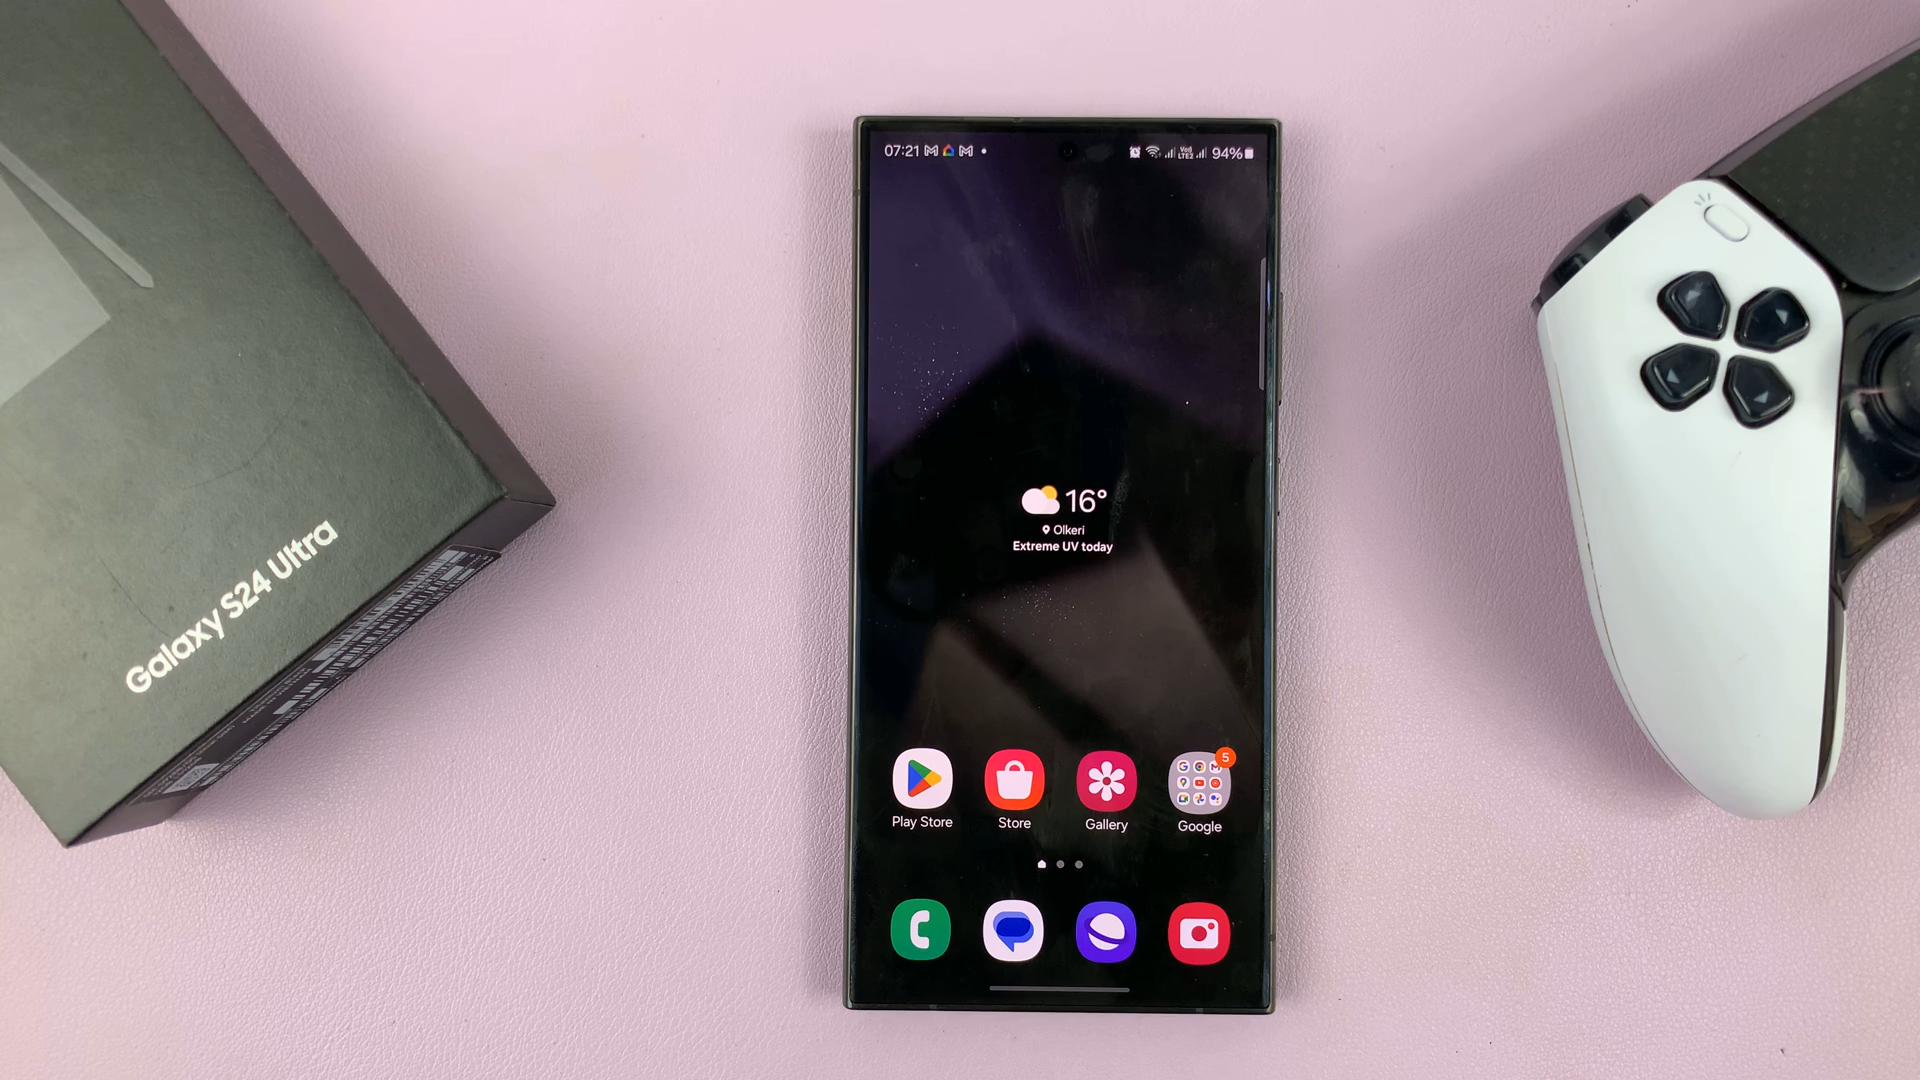 Galaxy S24 Ultra
07:21
94%
16°
Olkeri
Extreme UV today
5
Play Store
Store
Gallery
Google